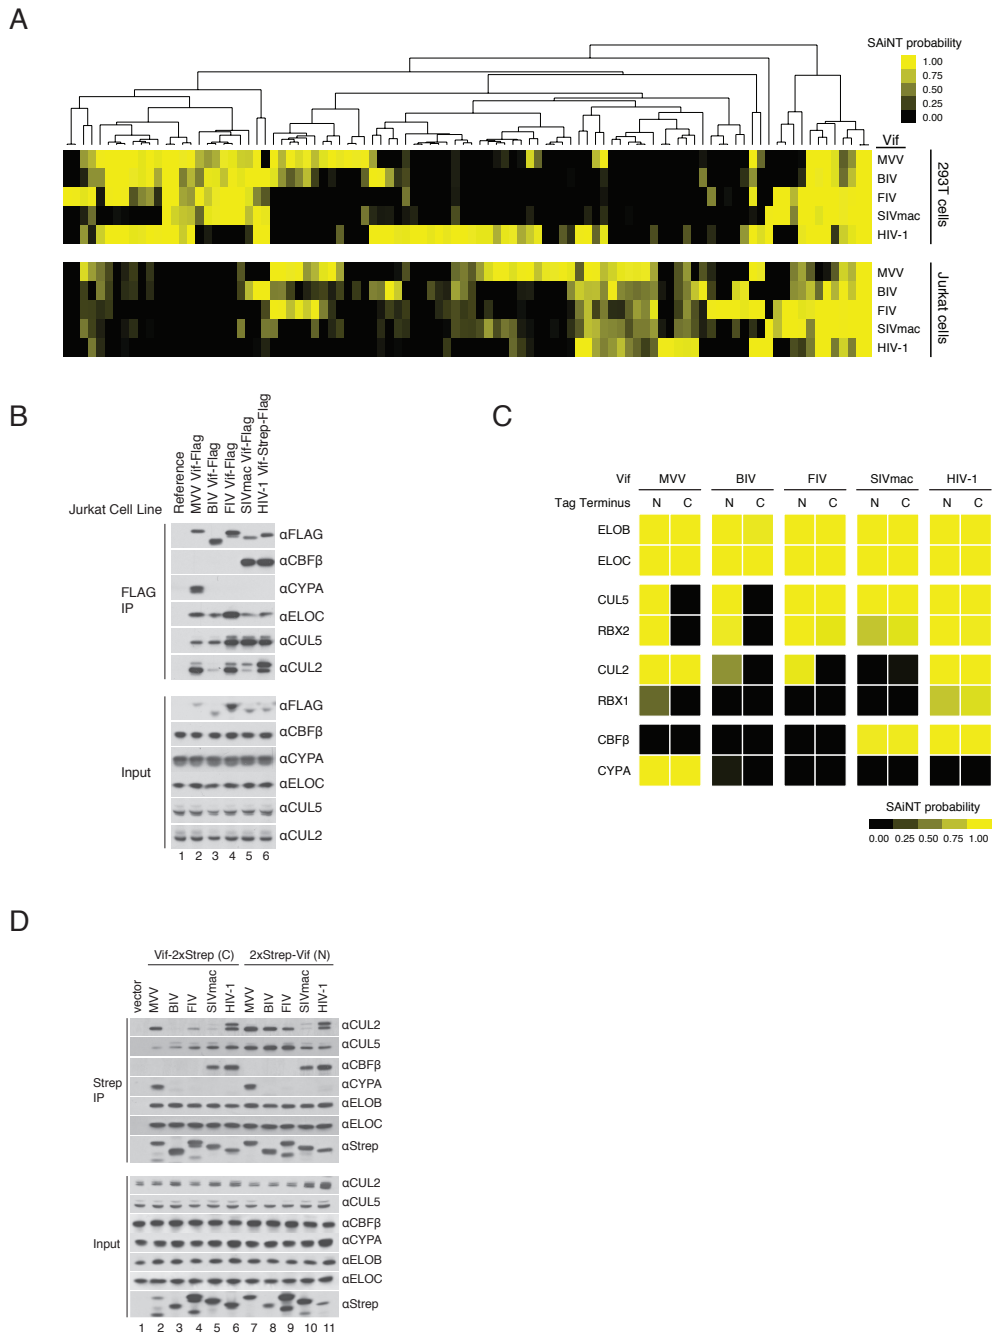 A
SAiNT probability
1.00
0.75
0.50
0.25
0.00
Vif
MVV
BIV
FIV
SIVmac
HIV-1
293T cells
MVV
BIV
FIV
SIVmac
HIV-1
Jurkat cells
B
Jurkat Cell Line
Reference
MVV Vif-Flag
BIV Vif-Flag
FIV Vif-Flag
SIVmac Vif-Flag
HIV-1 Vif-Strep-Flag
FLAG
IP
αFLAG
αCBFβ
αCYPA
αELOC
αCUL5
αCUL2
Input
αFLAG
αCBFβ
αCYPA
αELOC
αCUL5
αCUL2
1 2 3 4 5 6
C
Vif MVV BIV FIV SIVmac HIV-1
Tag Terminus N C N C N C N C N C
ELOB
ELOC
CUL5
RBX2
CUL2
RBX1
CBFβ
CYPA
SAiNT probability
0.00 0.25 0.50 0.75 1.00
D
Vif-2xStrep (C) 2xStrep-Vif (N)
vector MVV BIV FIV SIVmac HIV-1 MVV BIV FIV SIVmac HIV-1
Strep
IP
αCUL2
αCUL5
αCBFβ
αCYPA
αELOB
αELOC
αStrep
Input
αCUL2
αCUL5
αCBFβ
αCYPA
αELOB
αELOC
αStrep
1 2 3 4 5 6 7 8 9 10 11